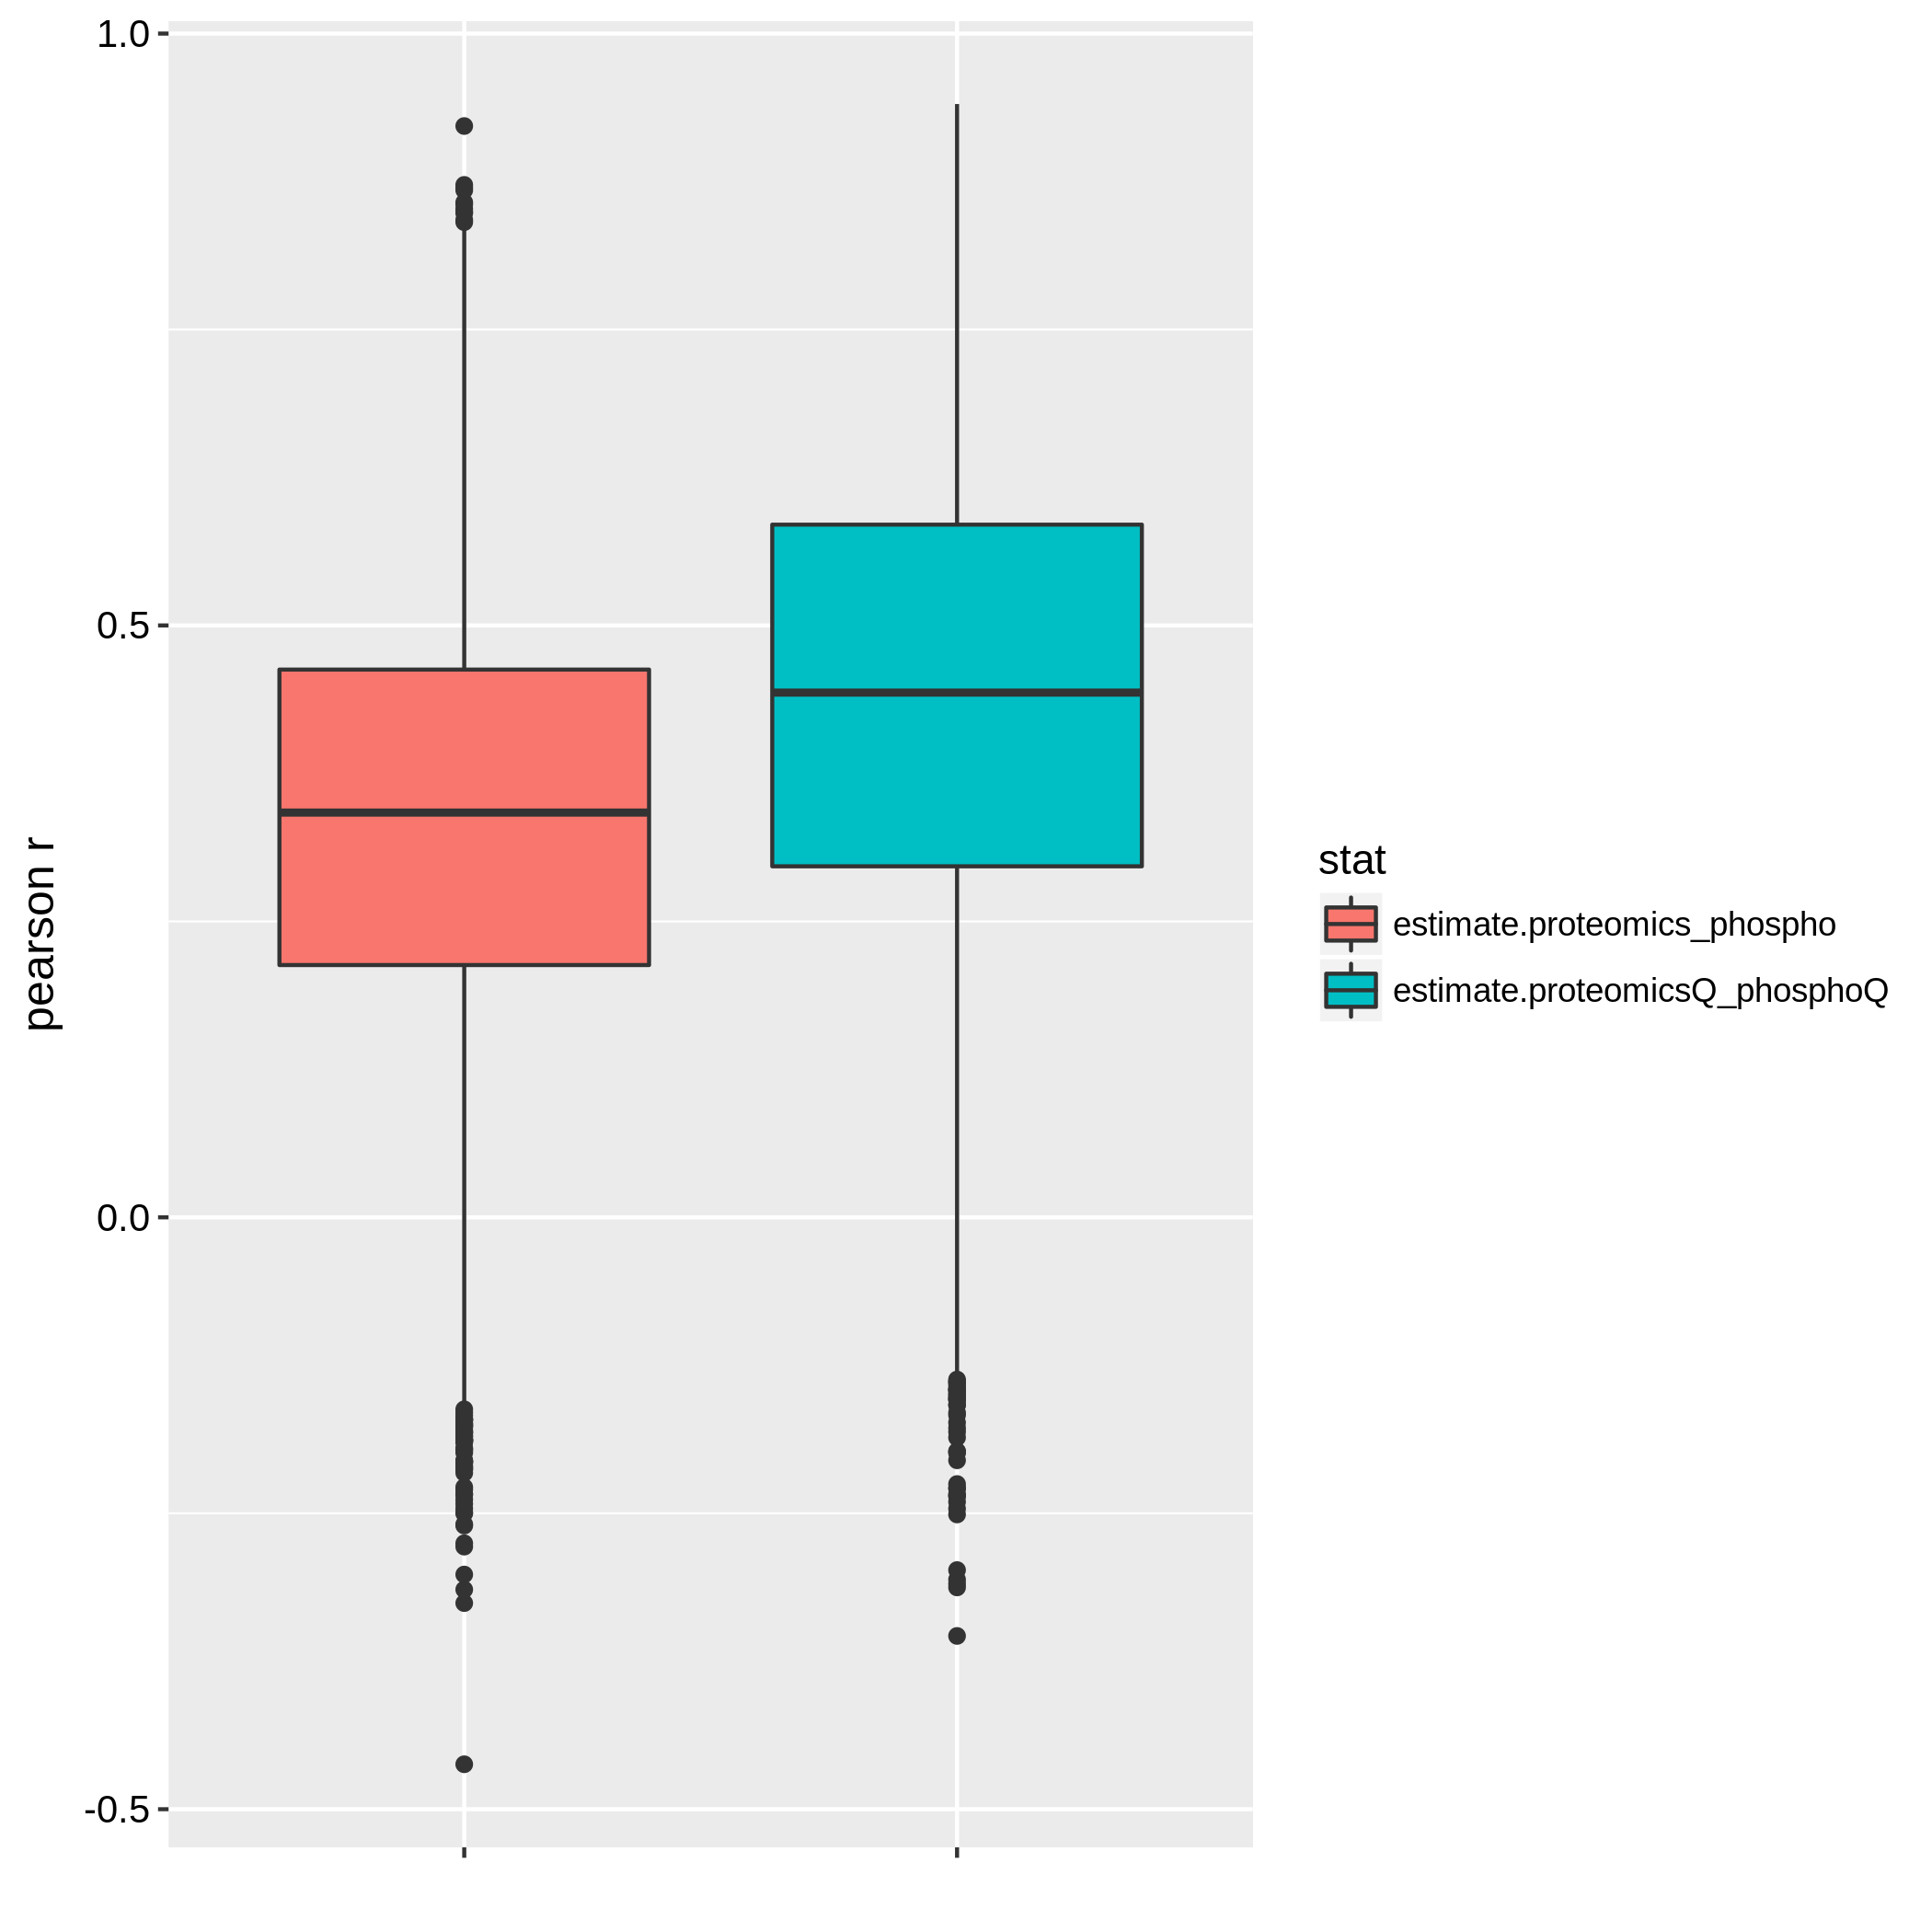 1.0
0.5
0.0
-0.5
pearson r
stat
estimate.proteomics_phospho
estimate.proteomicsQ_phosphoQ